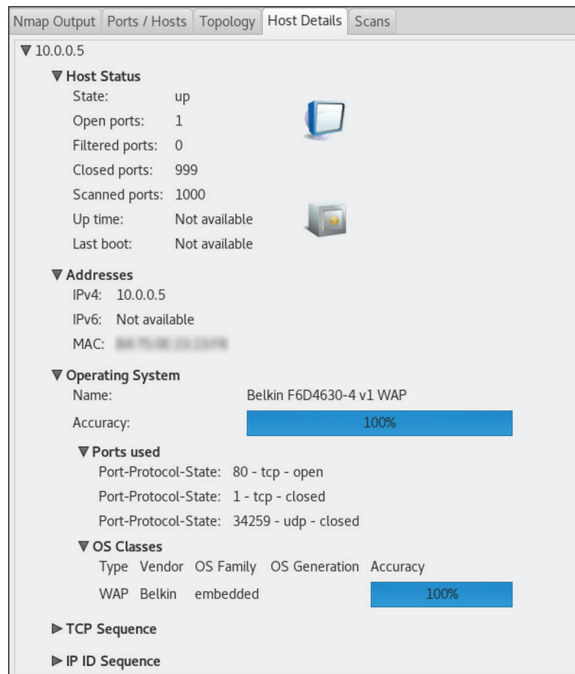 Nmap Output Ports / Hosts Topology Host Details Scans
10.0.0.5
Host Status
State: up
Open ports: 1
Filtered ports: 0
Closed ports: 999
Scanned ports: 1000
Up time: Not available
Last boot: Not available
Addresses
IPv4: 10.0.0.5
IPv6: Not available
MAC:
Operating System
Name: Belkin F6D4630-4 v1 WAP
Accuracy: 100%
Ports used
Port-Protocol-State: 80 - tcp - open
Port-Protocol-State: 1 - tcp - closed
Port-Protocol-State: 34259 - udp - closed
OS Classes
Type Vendor OS Family OS Generation Accuracy
WAP Belkin embedded 100%
TCP Sequence
IP ID Sequence